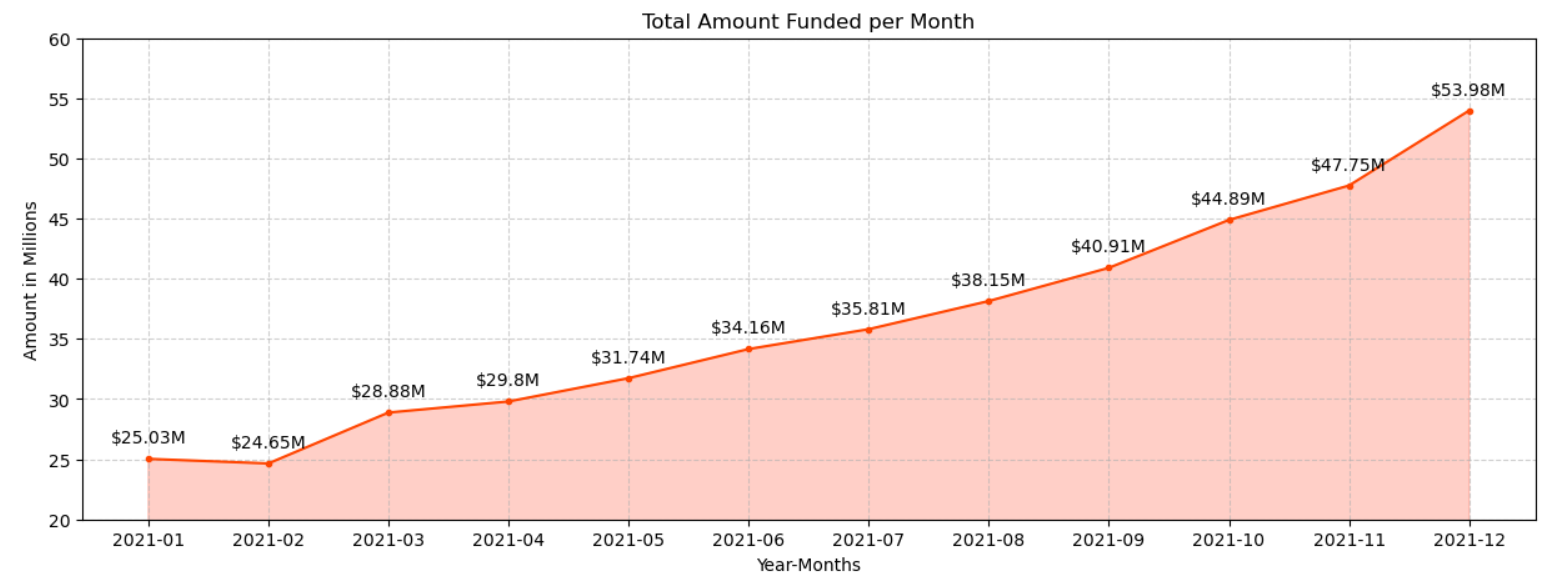 Total Amount Funded per Month
60
55
50
45
40
35
30
25
20
Amount in Millions
$25.03M
$24.65M
$28.88M
$29.8M
$31.74M
$34.16M
$35.81M
$38.15M
$40.91M
$44.89M
$47.75M
$53.98M
2021-01 2021-02 2021-03 2021-04 2021-05 2021-06 2021-07 2021-08 2021-09 2021-10 2021-11 2021-12
Year-Months